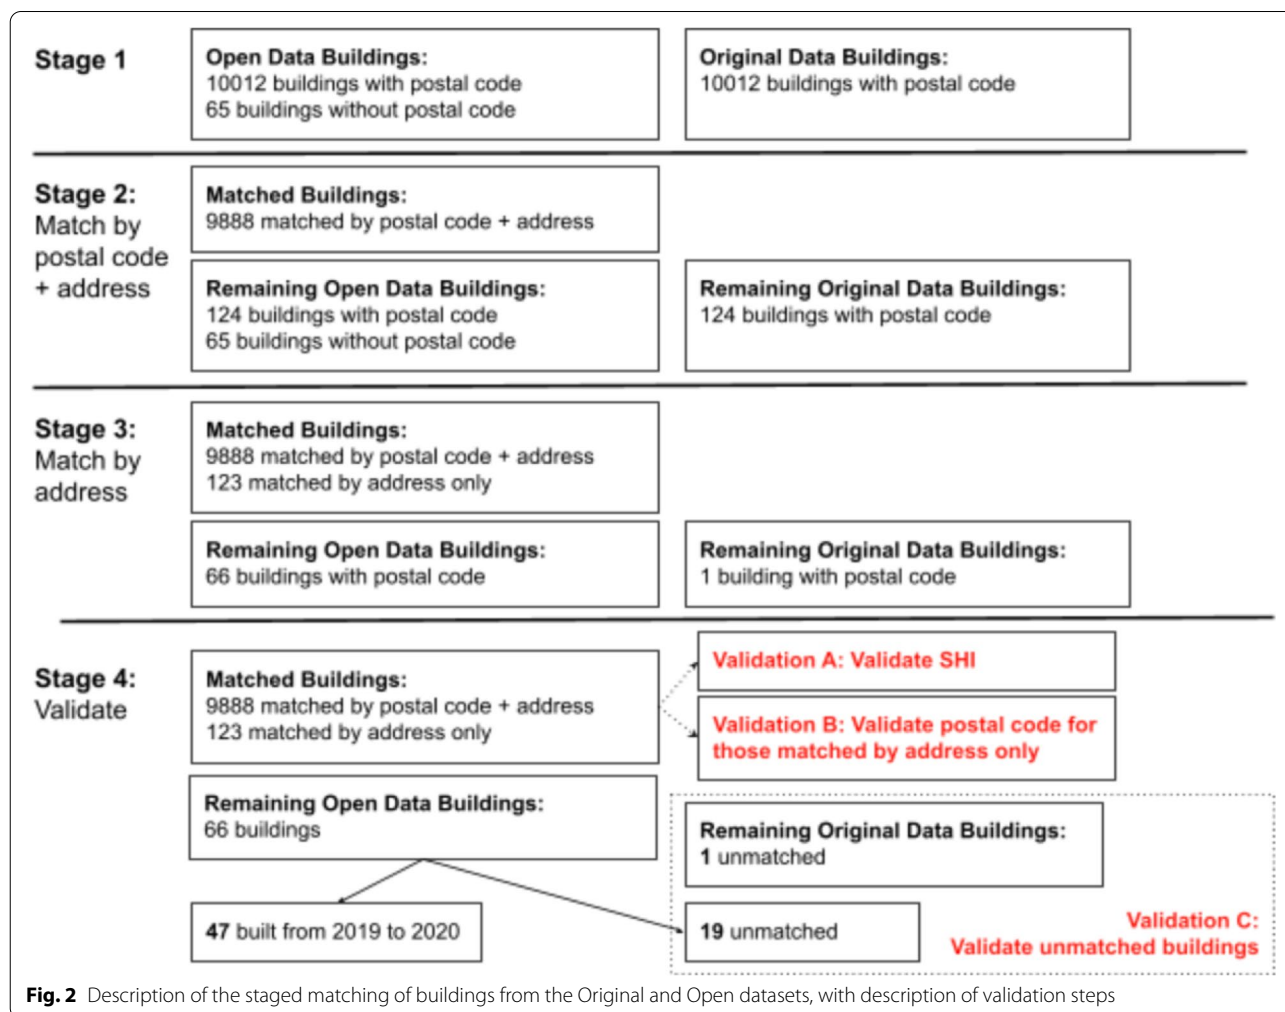 Stage 1
Open Data Buildings:
10012 buildings with postal code
65 buildings without postal code
Original Data Buildings:
10012 buildings with postal code
Stage 2:
Match by
postal code
+ address
Matched Buildings:
9888 matched by postal code + address
Remaining Open Data Buildings:
124 buildings with postal code
65 buildings without postal code
Remaining Original Data Buildings:
124 buildings with postal code
Stage 3:
Match by
address
Matched Buildings:
9888 matched by postal code + address
123 matched by address only
Remaining Open Data Buildings:
66 buildings with postal code
Remaining Original Data Buildings:
1 building with postal code
Stage 4:
Validate
Matched Buildings:
9888 matched by postal code + address
123 matched by address only
Validation A: Validate SHI
Validation B: Validate postal code for
those matched by address only
Remaining Open Data Buildings:
66 buildings
Remaining Original Data Buildings:
1 unmatched
47 built from 2019 to 2020
19 unmatched
Validation C:
Validate unmatched buildings
Fig. 2 Description of the staged matching of buildings from the Original and Open datasets, with description of validation steps